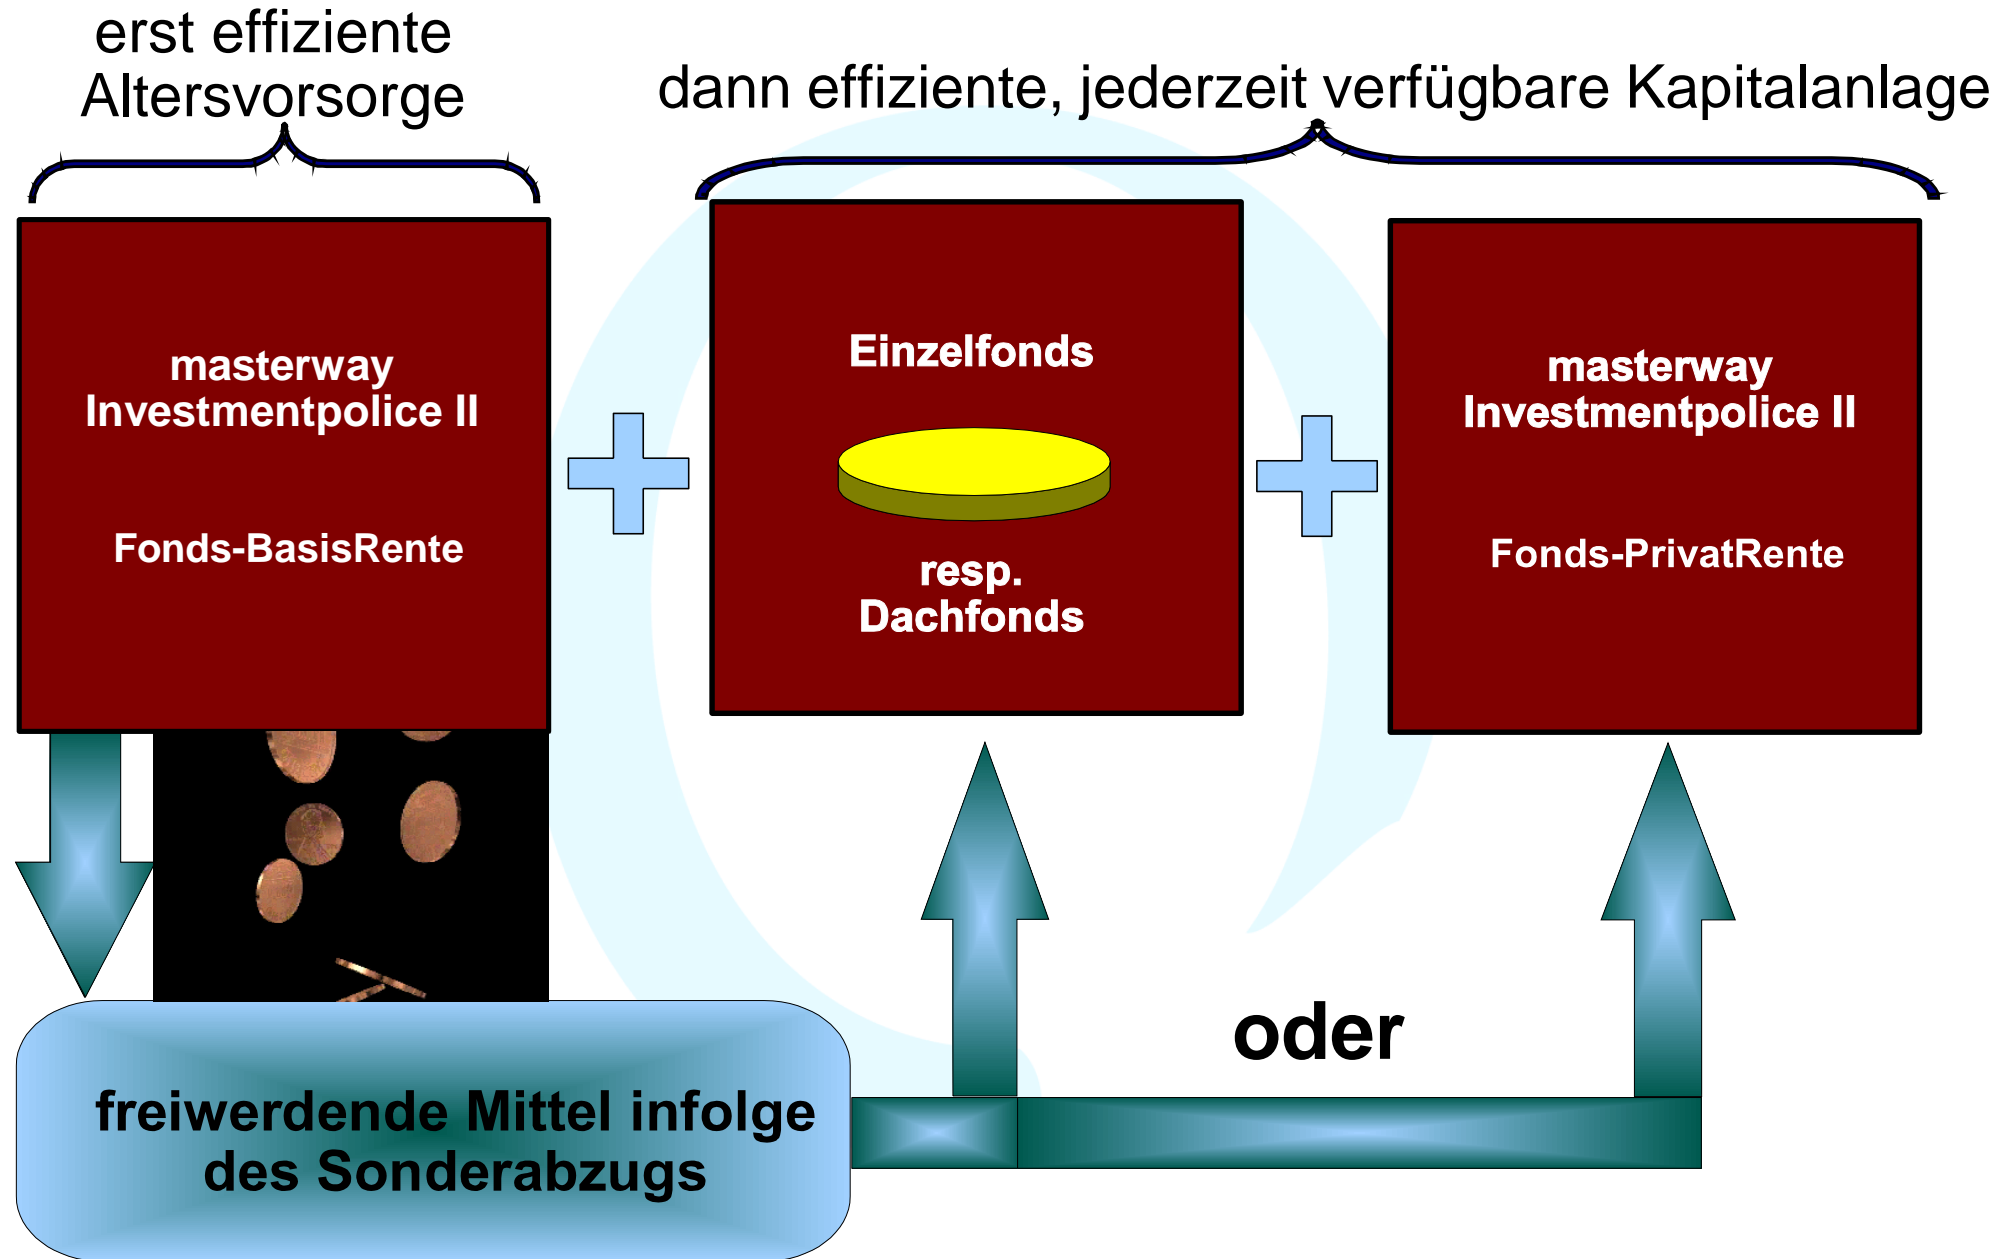 erst effiziente
Altersvorsorge
dann effiziente, jederzeit verfügbare Kapitalanlage
masterway
Investmentpolice II
Fonds-BasisRente
Einzelfonds
resp.
Dachfonds
masterway
Investmentpolice II
Fonds-PrivatRente
oder
freiwerdende Mittel infolge
des Sonderabzugs